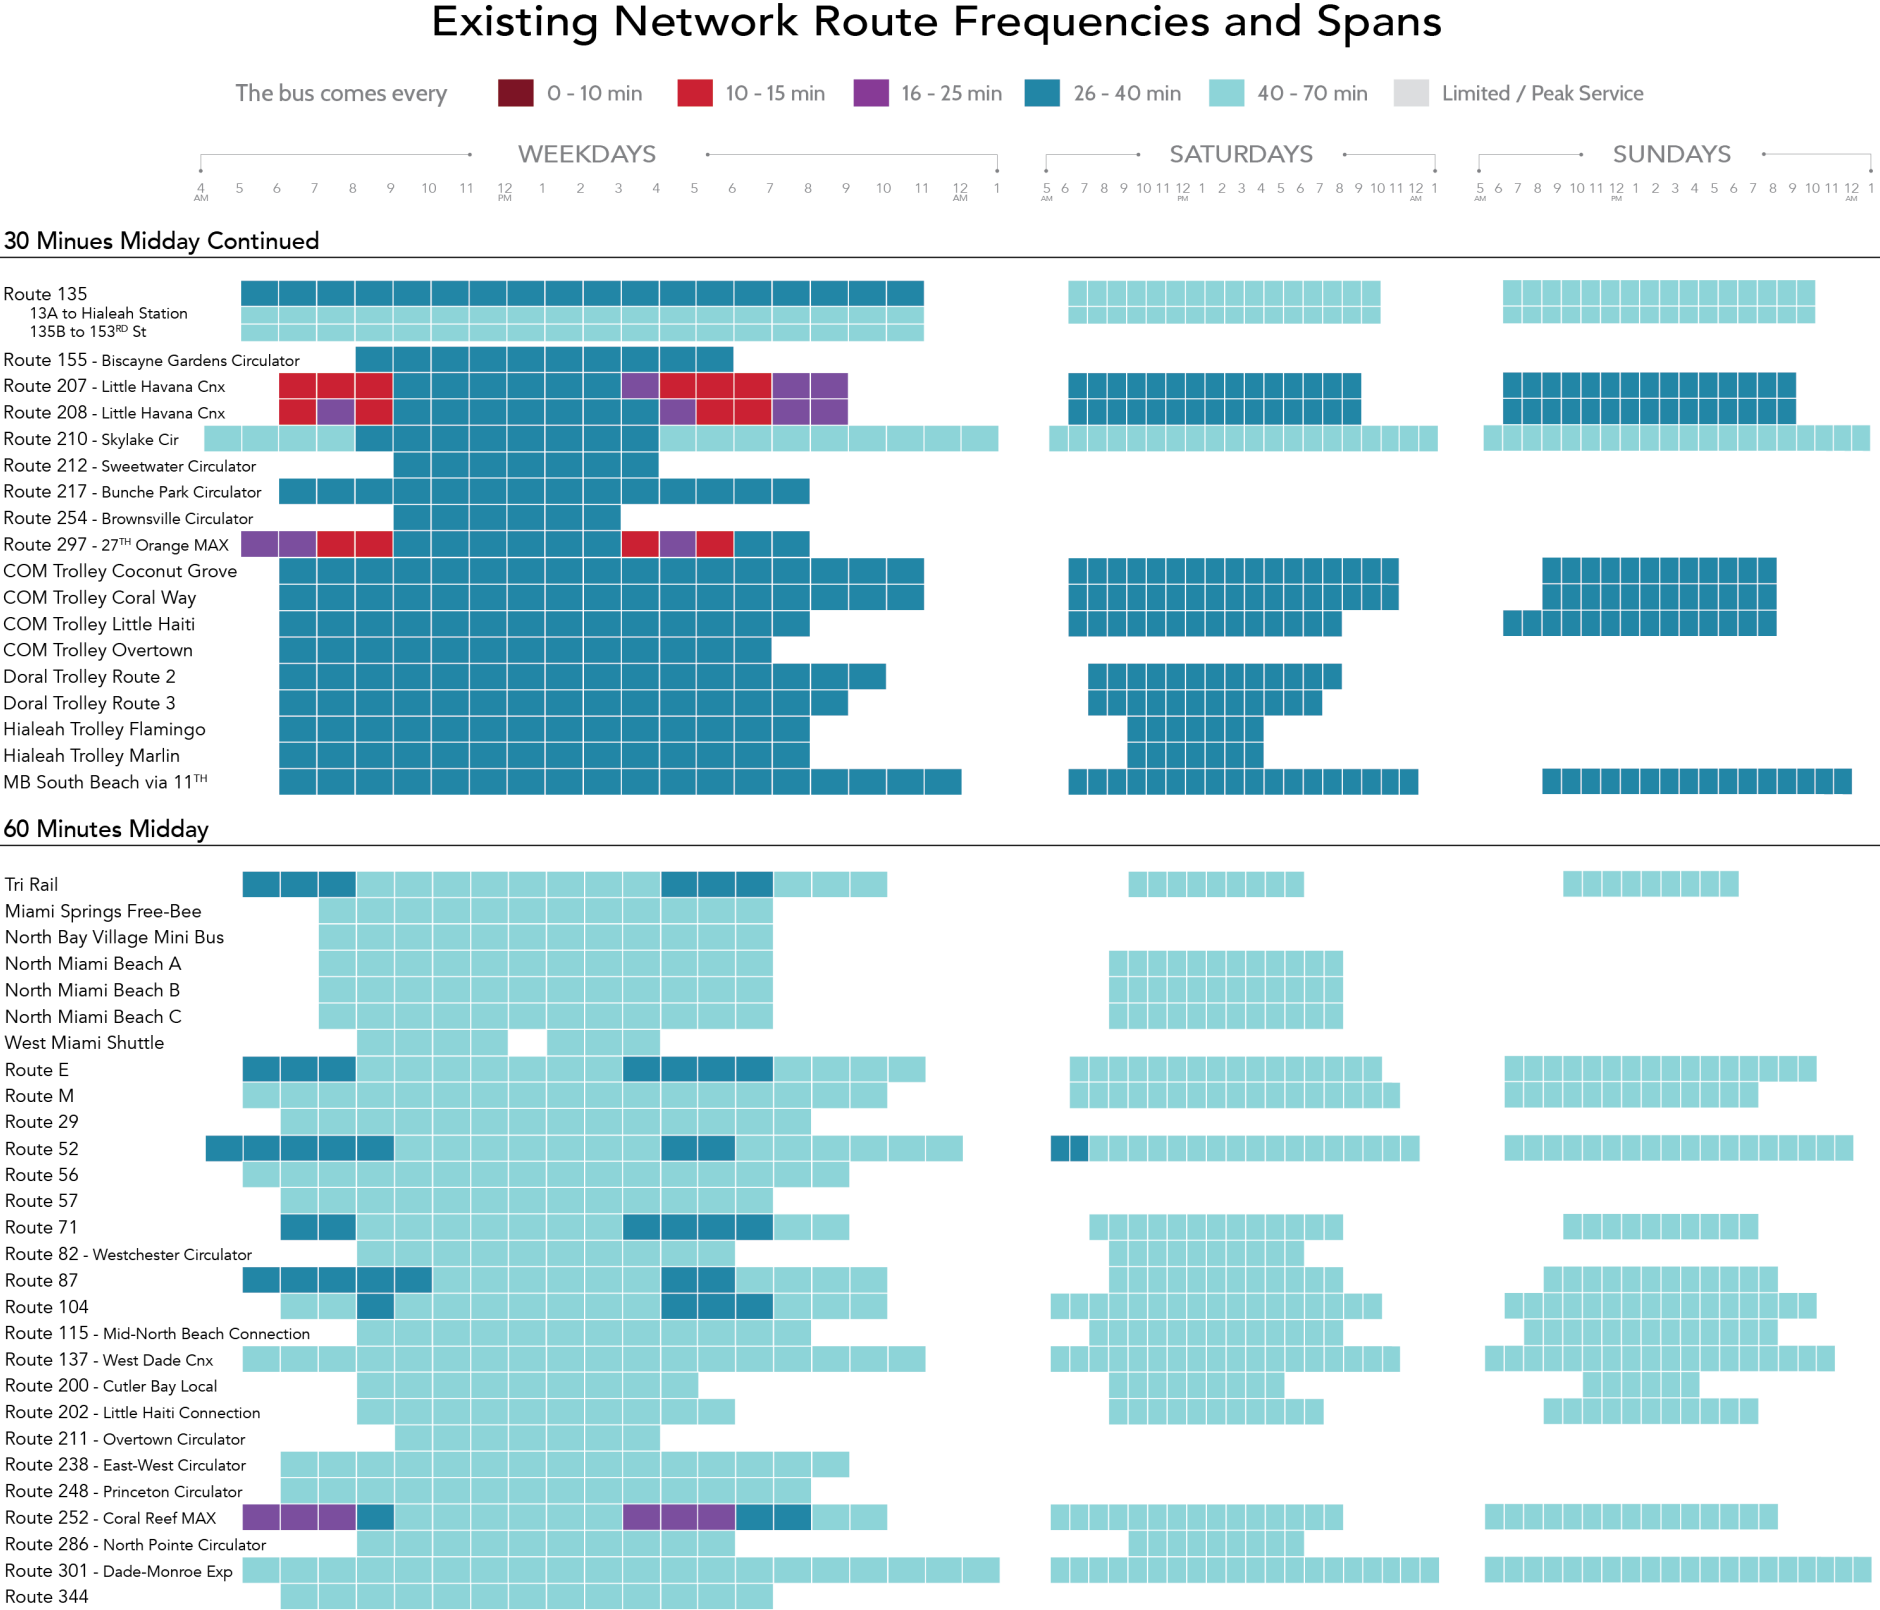 Existing Network Route Frequencies and Spans
The bus comes every 0 - 10 min 10 - 15 min 16 - 25 min 26 - 40 min 40 - 70 min Limited / Peak Service
WEEKDAYS SATURDAYS SUNDAYS
4 5 6 7 8 9 10 11 12 1 2 3 4 5 6 7 8 9 10 11 12 1 5 6 7 8 9 10 11 12 1 2 3 4 5 6 7 8 9 10 11 12 1 5 6 7 8 9 10 11 12 1 2 3 4 5 6 7 8 9 10 11 12 1
AM PM AM AM PM AM AM PM AM
30 Minues Midday Continued
Route 135
13A to Hialeah Station
135B to 153RD St
Route 155 - Biscayne Gardens Circulator
Route 207 - Little Havana Cnx
Route 208 - Little Havana Cnx
Route 210 - Skylake Cir
Route 212 - Sweetwater Circulator
Route 217 - Bunche Park Circulator
Route 254 - Brownsville Circulator
Route 297 - 27TH Orange MAX
COM Trolley Coconut Grove
COM Trolley Coral Way
COM Trolley Little Haiti
COM Trolley Overtown
Doral Trolley Route 2
Doral Trolley Route 3
Hialeah Trolley Flamingo
Hialeah Trolley Marlin
MB South Beach via 11TH
60 Minutes Midday
Tri Rail
Miami Springs Free-Bee
North Bay Village Mini Bus
North Miami Beach A
North Miami Beach B
North Miami Beach C
West Miami Shuttle
Route E
Route M
Route 29
Route 52
Route 56
Route 57
Route 71
Route 82 - Westchester Circulator
Route 87
Route 104
Route 115 - Mid-North Beach Connection
Route 137 - West Dade Cnx
Route 200 - Cutler Bay Local
Route 202 - Little Haiti Connection
Route 211 - Overtown Circulator
Route 238 - East-West Circulator
Route 248 - Princeton Circulator
Route 252 - Coral Reef MAX
Route 286 - North Pointe Circulator
Route 301 - Dade-Monroe Exp
Route 344